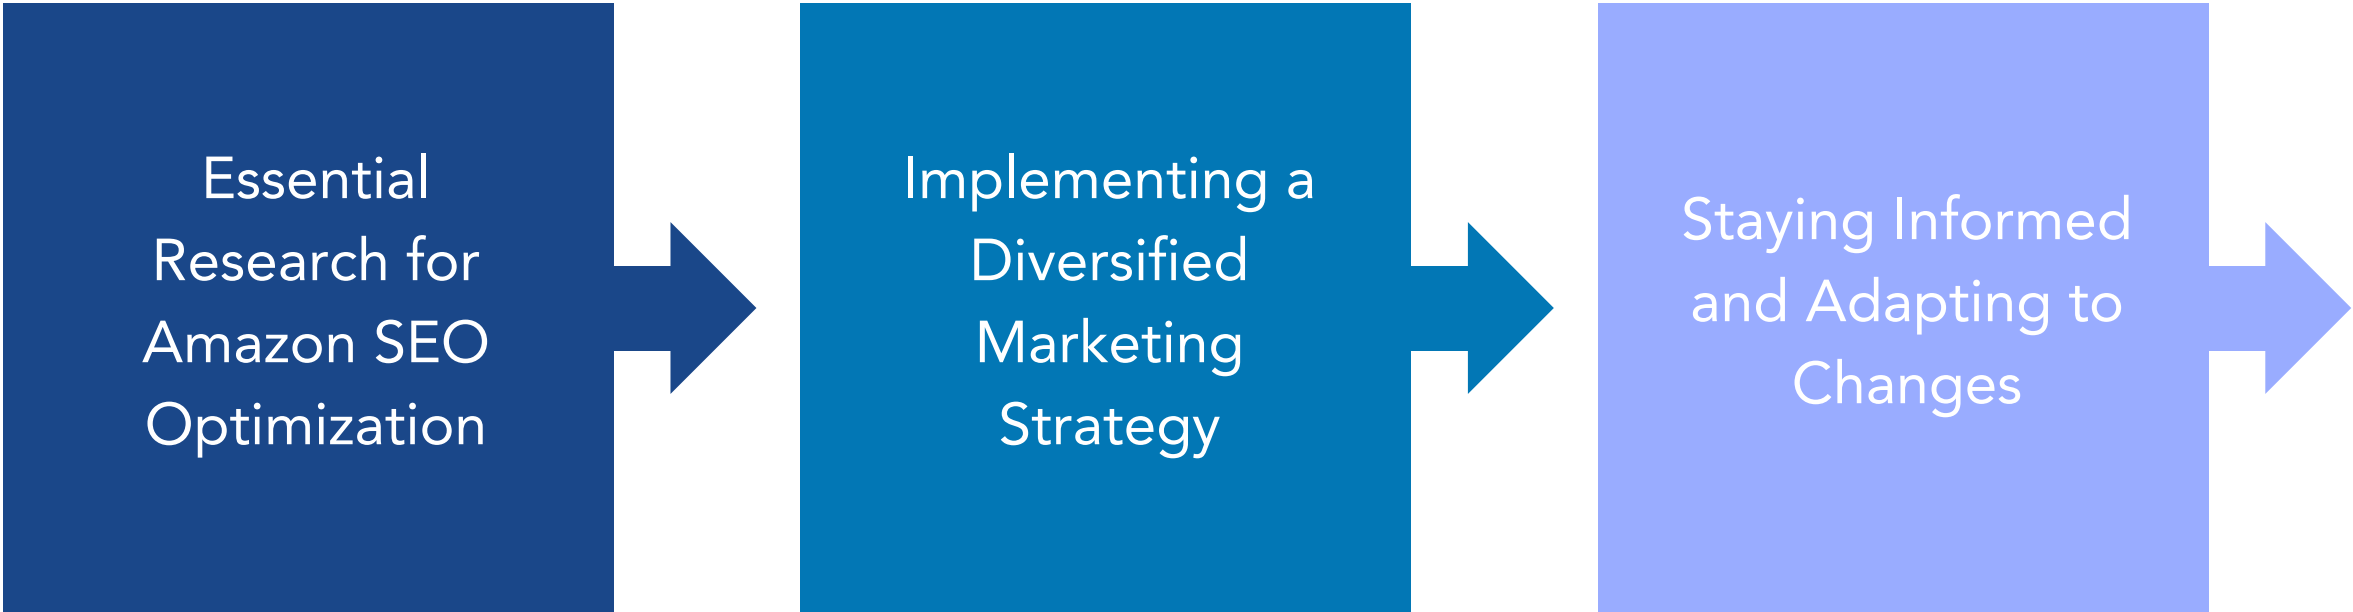 Essential
Research for
Amazon SEO
Optimization
Implementing a
Diversified
Marketing
Strategy
Staying Informed
and Adapting to
Changes